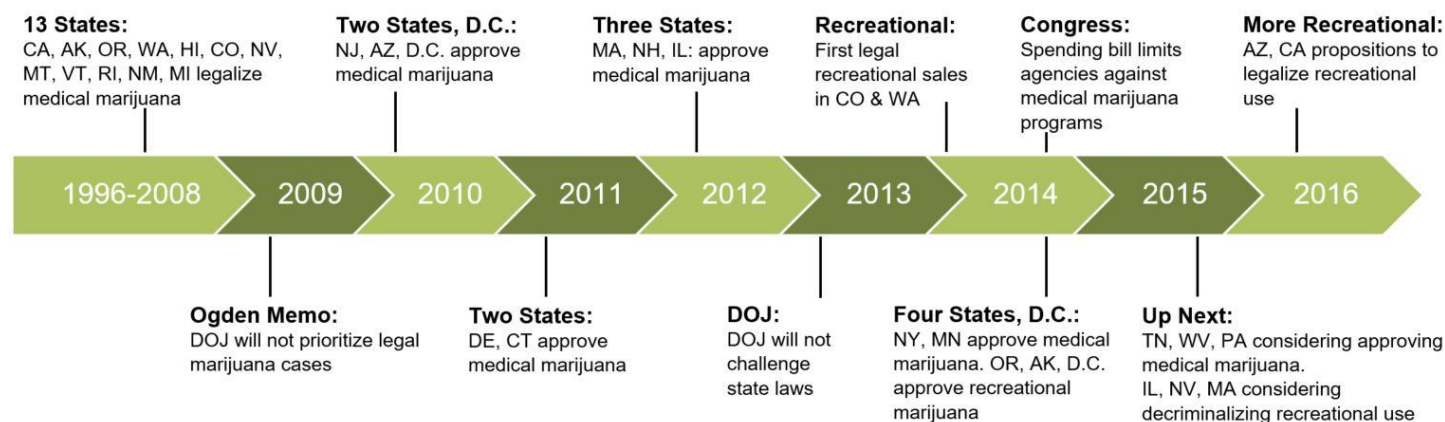 13 States:
CA, AK, OR, WA, HI, CO, NV,
MT, VT, RI, NM, MI legalize
medical marijuana
Two States, D.C.:
NJ, AZ, D.C. approve
medical marijuana
Three States:
MA, NH, IL: approve
medical marijuana
Recreational:
First legal
recreational sales
in CO & WA
Congress:
Spending bill limits
agencies against
medical marijuana
programs
More Recreational:
AZ, CA propositions to
legalize recreational
use
1996-2008
2009
2010
2011
2012
2013
2014
2015
2016
Ogden Memo:
DOJ will not prioritize legal
marijuana cases
Two States:
DE, CT approve
medical marijuana
DOJ:
DOJ will not
challenge
state laws
Four States, D.C.:
NY, MN approve medical
marijuana. OR, AK, D.C.
approve recreational
marijuana
Up Next:
TN, WV, PA considering approving
medical marijuana.
IL, NV, MA considering
decriminalizing recreational use